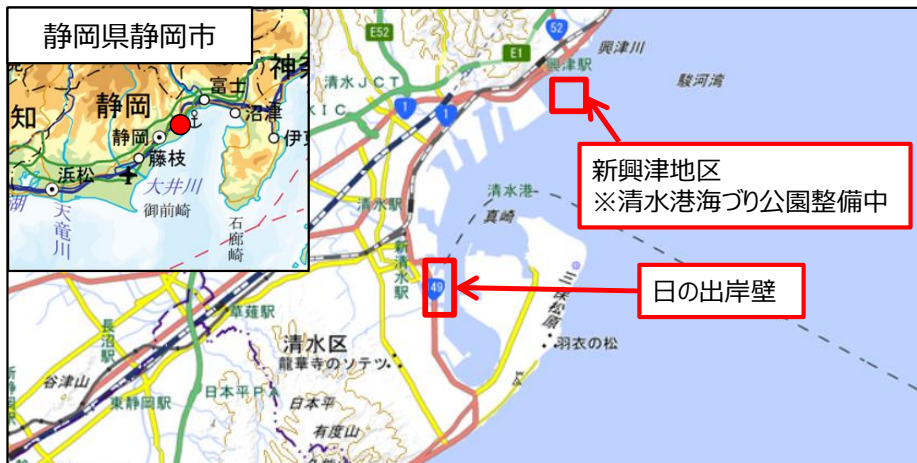 静岡県静岡市
神
富士
静岡
沼津
知
静岡
伊
藤枝
浜松
大井川
御前崎
湖
天竜川
石廊崎
E52
E1
52
興津川
興津駅
駿河湾
清水JCT
KIC
1
1
新興津地区
※清水港海づり公園整備中
清水港
真崎
清水駅
新清水駅
149
日の出岸壁
三保松原
羽衣の松
草薙駅
長沼駅
清水区
龍華寺のソテツ
谷津山
日本平PA
東静岡駅
日本平
有度山